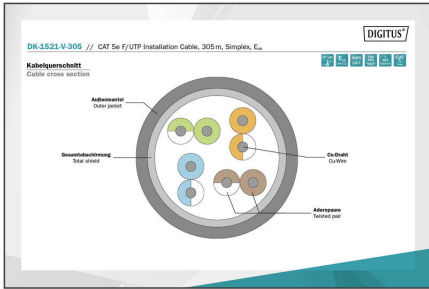 DIGITUS®
DK-1521-V-305 // CAT 5e F/UTP Installation Cable, 305 m, Simplex, Eca
Kabelquerschnitt
Cable cross section
Außenmantel
Outer jacket
Gesamtabschirmung
Total shield
Cu-Draht
Cu-Wire
Aderspaare
Twisted pair